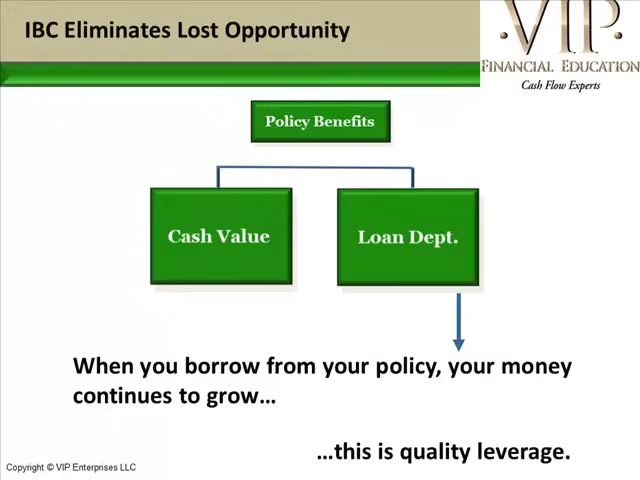 IBC Eliminates Lost Opportunity
VIP
FINANCIAL EDUCATION
Cash Flow Experts
Policy Benefits
Cash Value
Loan Dept.
When you borrow from your policy, your money
continues to grow…
…this is quality leverage.
Copyright © VIP Enterprises LLC